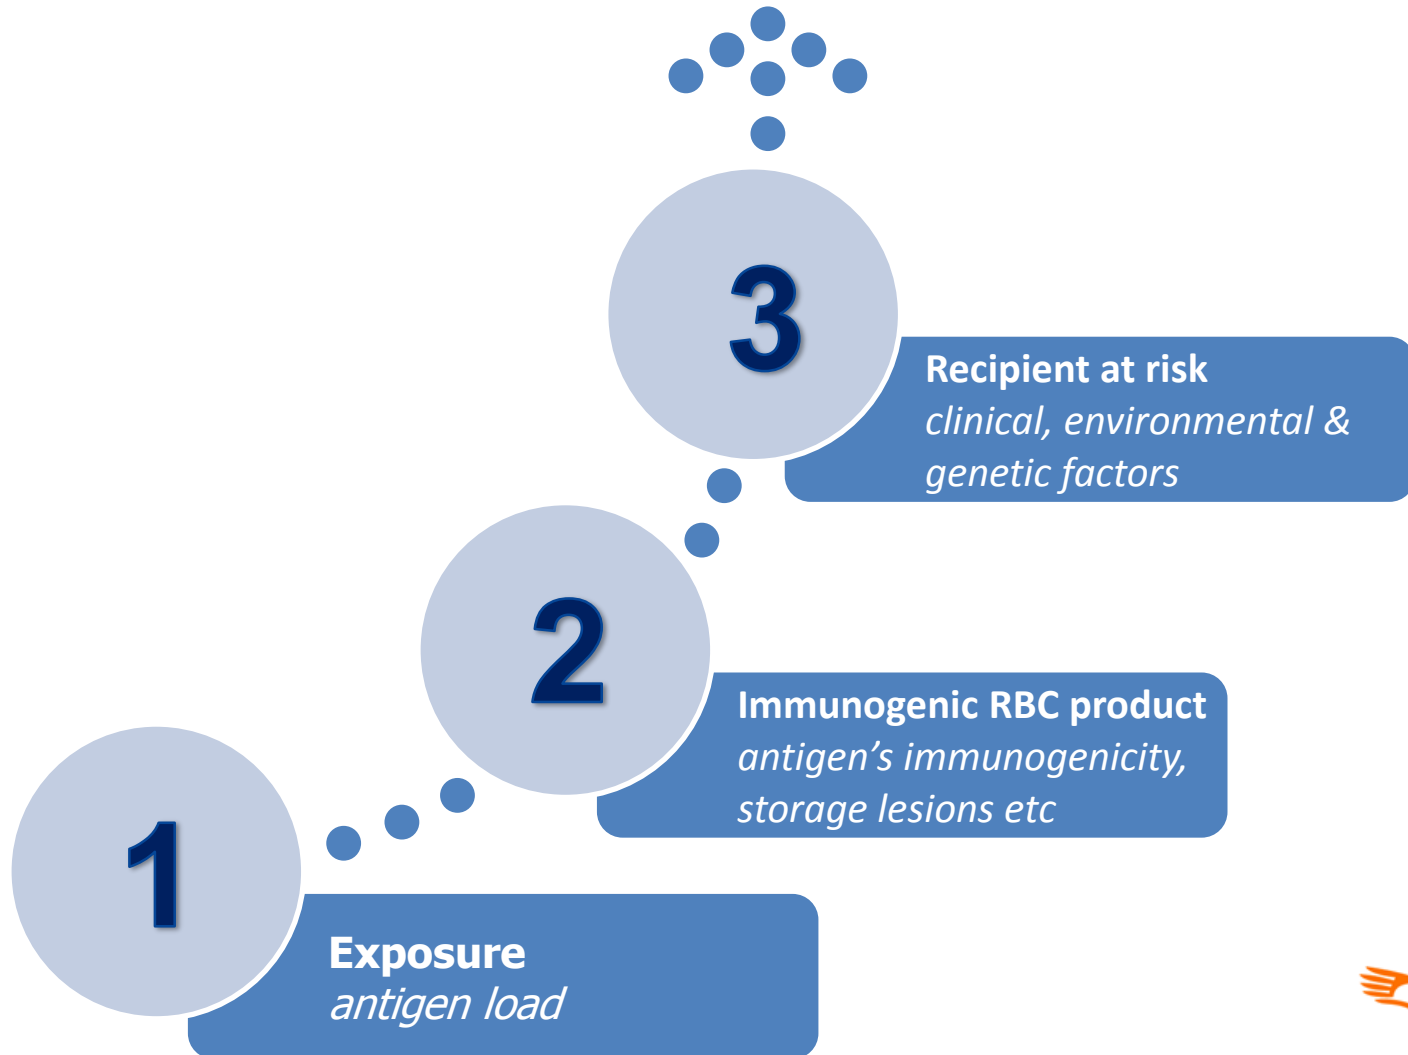 3
Recipient at risk
clinical, environmental &
genetic factors
2
Immunogenic RBC product
antigen’s immunogenicity,
storage lesions etc
1
Exposure
antigen load